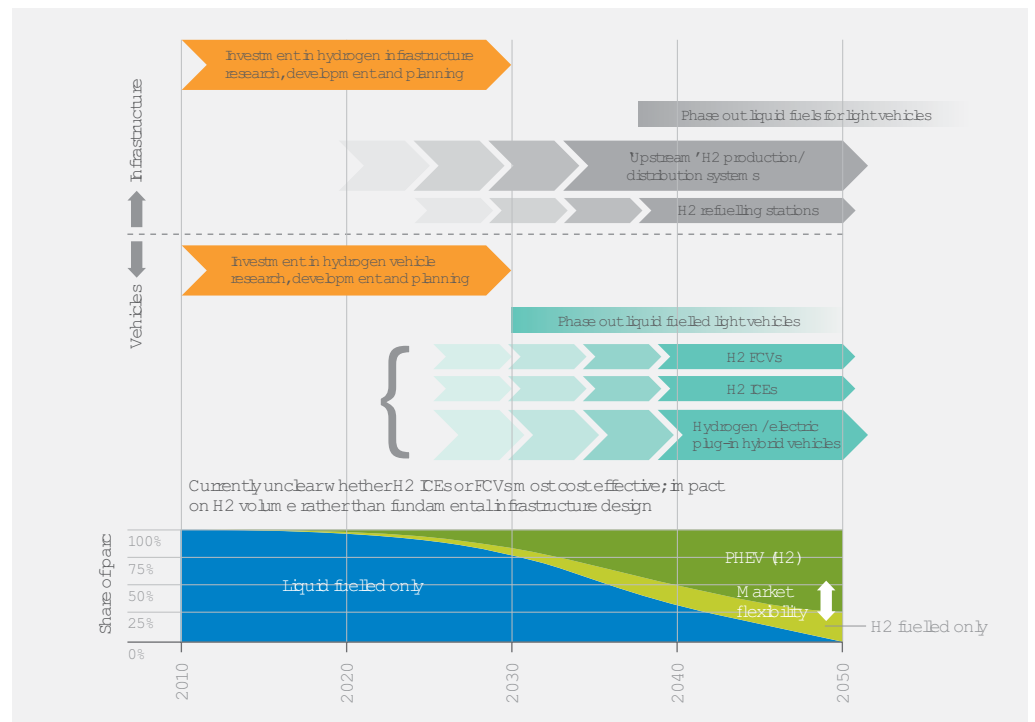 Infrastructure
Investment in hydrogen infrastructure
research, development and planning
Phase out liquid fuels for light vehicles
'Upstream' H2 production/
distribution systems
H2 refuelling stations
Vehicles
Investment in hydrogen vehicle
research, development and planning
Phase out liquid fuelled light vehicles
H2 FCVs
H2 ICEs
Hydrogen / electric
plug-in hybrid vehicles
Currently unclear whether H2 ICEs or FCVs most cost effective; impact
on H2 volume rather than fundamental infrastructure design
Share of parc
100%
75%
50%
25%
0%
Liquid fuelled only
PHEV (H2)
Market
flexibility
H2 fuelled only
2010
2020
2030
2040
2050